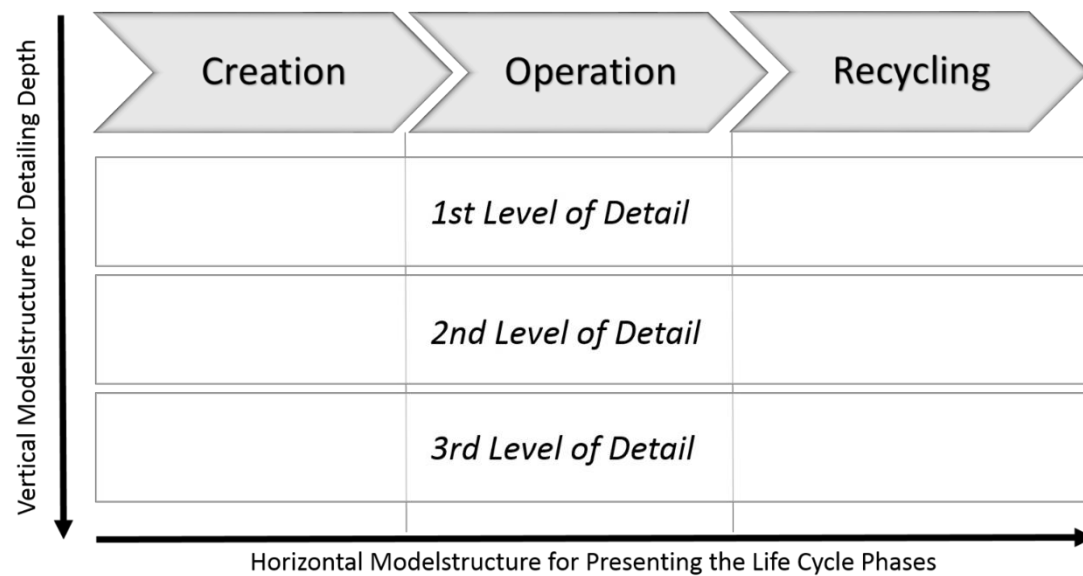 Vertical Modelstructure for Detailing Depth
Creation
Operation
Recycling
1st Level of Detail
2nd Level of Detail
3rd Level of Detail
Horizontal Modelstructure for Presenting the Life Cycle Phases